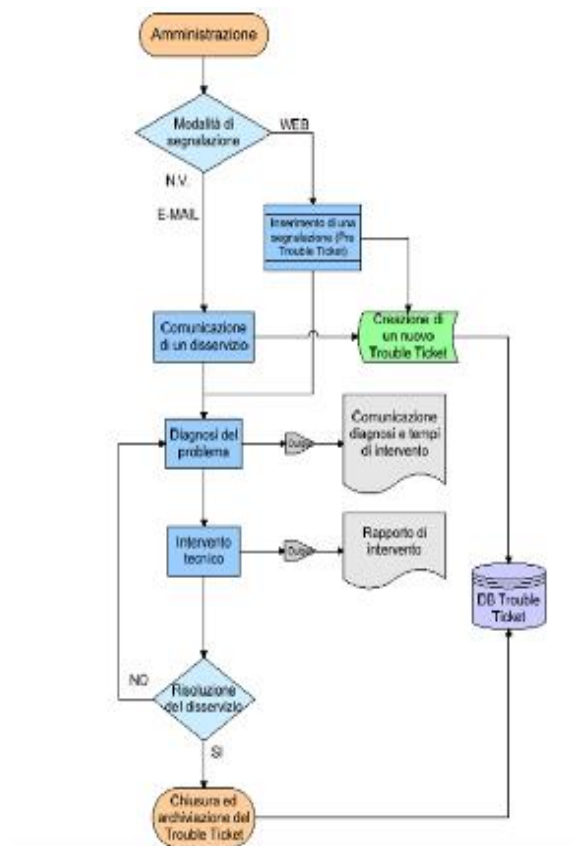 Amministrazione
Modalità di
segnalazione
WEB
N.V.
E-MAIL
Inserimento di una
segnalazione (Pre
Trouble Ticket)
Comunicazione
di un disservizio
Creazione di
un nuovo
Trouble Ticket
Diagnosi del
problema
Output
Comunicazione
diagnosi e tempi
di intervento
Intervento
tecnico
Output
Rapporto di
intervento
DB Trouble
Ticket
NO
Risoluzione
del disservizio
SI
Chiusura ed
archiviazione del
Trouble Ticket